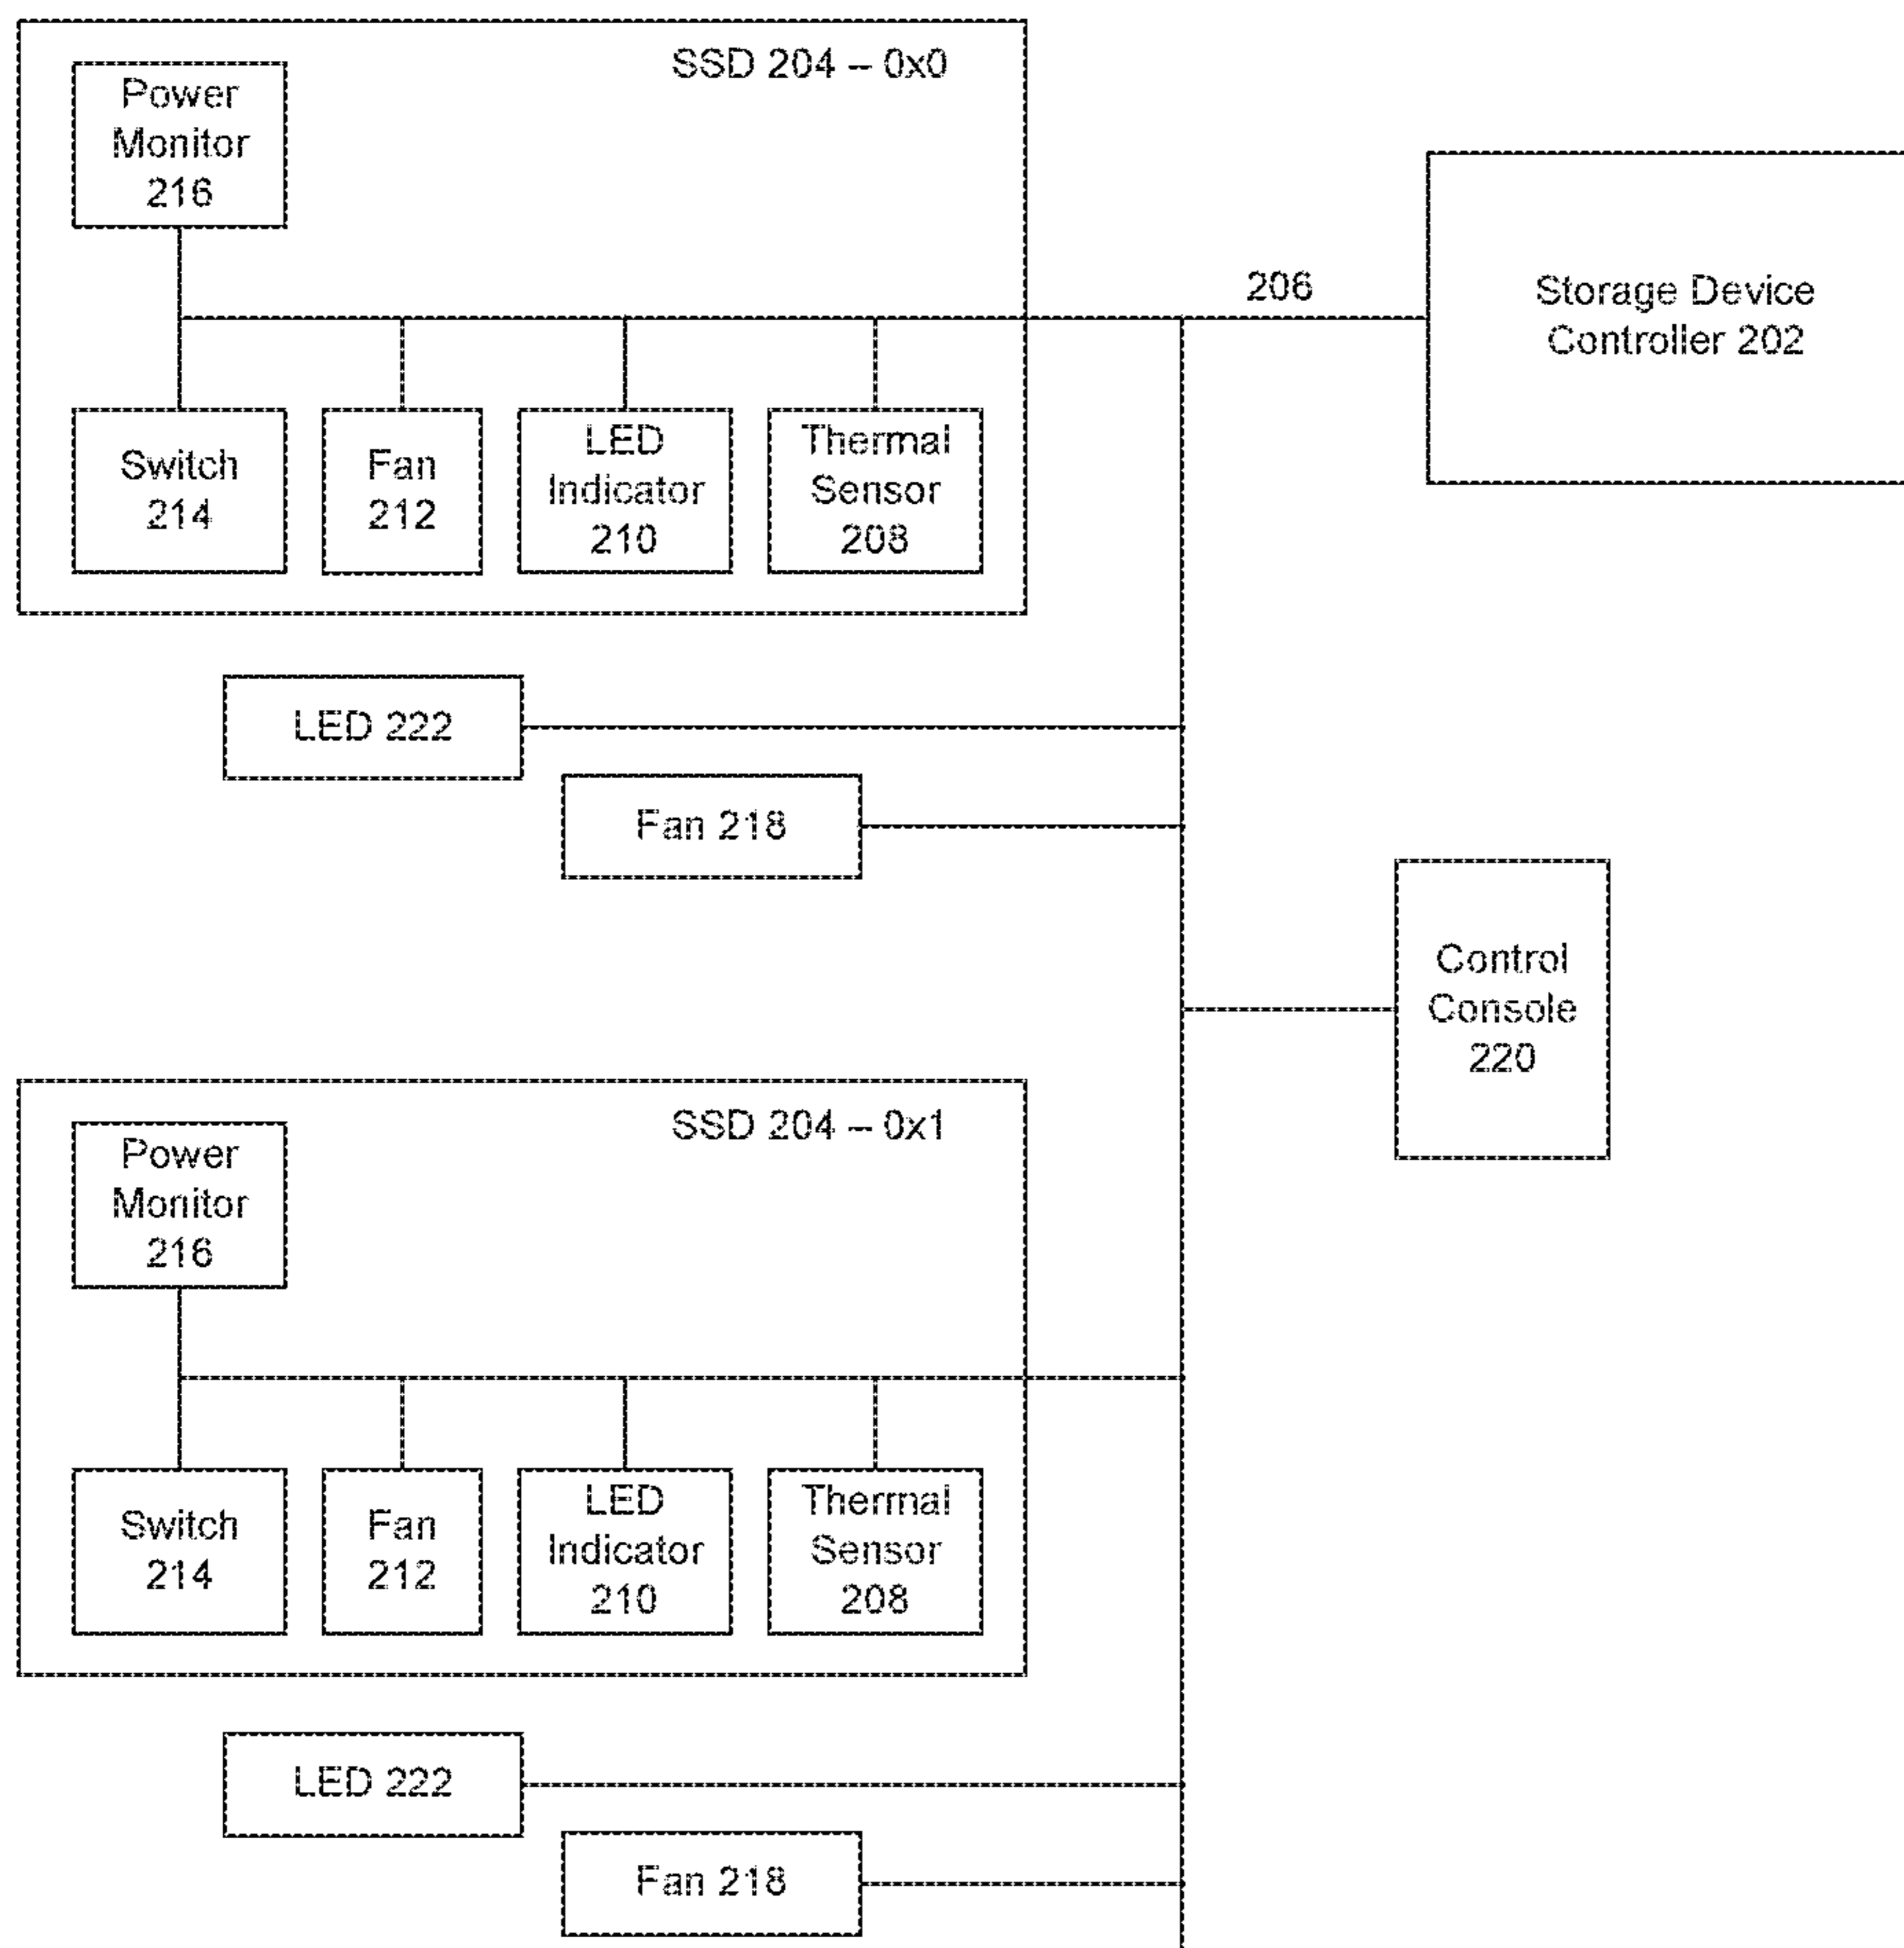 SSD 204 – 0x0
Power
Monitor
216
206
Storage Device
Controller 202
Switch
214
Fan
212
LED
Indicator
210
Thermal
Sensor
208
LED 222
Fan 218
Control
Console
220
SSD 204 – 0x1
Power
Monitor
216
Switch
214
Fan
212
LED
Indicator
210
Thermal
Sensor
208
LED 222
Fan 218